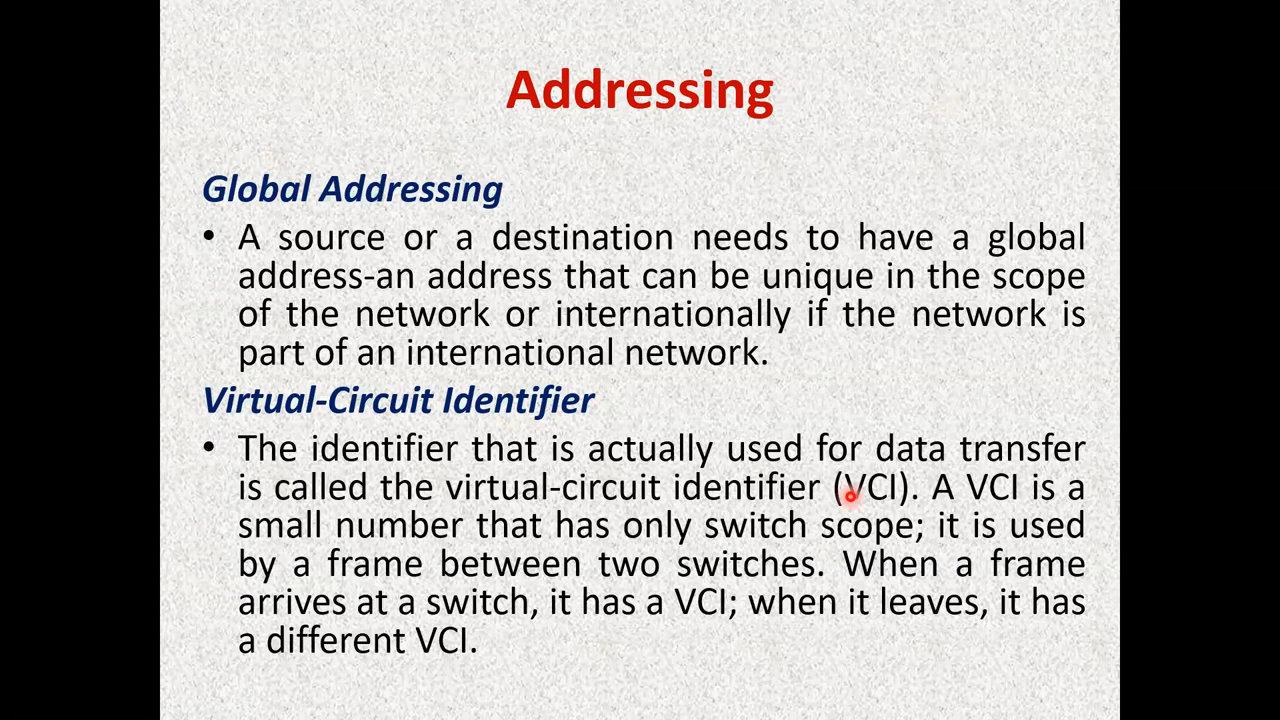 Addressing
Global Addressing
• A source or a destination needs to have a global
address-an address that can be unique in the scope
of the network or internationally if the network is
part of an international network.
Virtual-Circuit Identifier
• The identifier that is actually used for data transfer
is called the virtual-circuit identifier (VCI). A VCI is a
small number that has only switch scope; it is used
by a frame between two switches. When a frame
arrives at a switch, it has a VCI; when it leaves, it has
a different VCI.